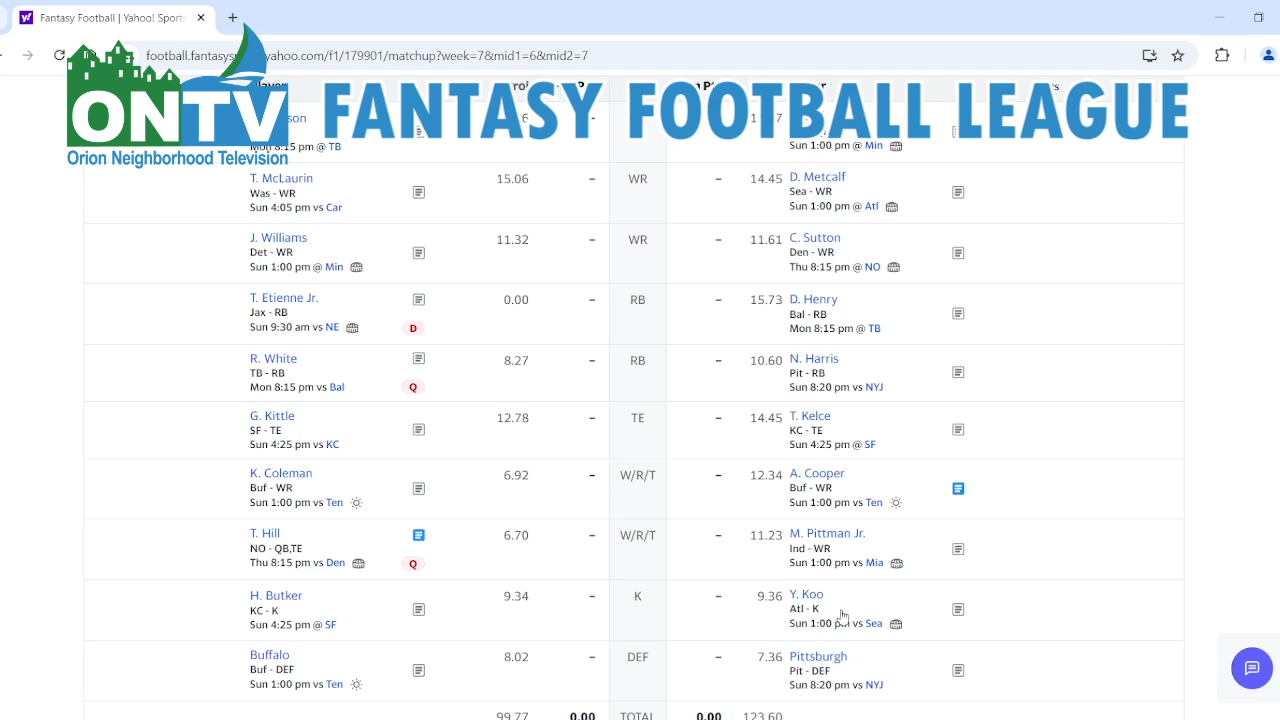 Fantasy Football | Yahoo! Sports
football.fantasys yahoo.com/f1/179901/matchup?week=7&mid1=6&mid2=7
ONTV
Orion Neighborhood Television
FANTASY FOOTBALL LEAGUE
Mon 8:15 pm @ TB
Sun 1:00 pm @ Min
T. McLaurin 15.06 – WR – 14.45 D. Metcalf
Was - WR Sea - WR
Sun 4:05 pm vs Car Sun 1:00 pm @ Atl
J. Williams 11.32 – WR – 11.61 C. Sutton
Det - WR Den - WR
Sun 1:00 pm @ Min Thu 8:15 pm @ NO
T. Etienne Jr. 0.00 – RB – 15.73 D. Henry
Jax - RB Bal - RB
Sun 9:30 am vs NE D Mon 8:15 pm @ TB
R. White 8.27 – RB – 10.60 N. Harris
TB - RB Pit - RB
Mon 8:15 pm vs Bal Q Sun 8:20 pm vs NYJ
G. Kittle 12.78 – TE – 14.45 T. Kelce
SF - TE KC - TE
Sun 4:25 pm vs KC Sun 4:25 pm @ SF
K. Coleman 6.92 – W/R/T – 12.34 A. Cooper
Buf - WR Buf - WR
Sun 1:00 pm vs Ten Sun 1:00 pm vs Ten
T. Hill 6.70 – W/R/T – 11.23 M. Pittman Jr.
NO - QB,TE Ind - WR
Thu 8:15 pm vs Den Q Sun 1:00 pm vs Mia
H. Butker 9.34 – K – 9.36 Y. Koo
KC - K Atl - K
Sun 4:25 pm @ SF Sun 1:00 pm vs Sea
Buffalo 8.02 – DEF – 7.36 Pittsburgh
Buf - DEF Pit - DEF
Sun 1:00 pm vs Ten Sun 8:20 pm vs NYJ
99.77 0.00 TOTAL 0.00 123.60